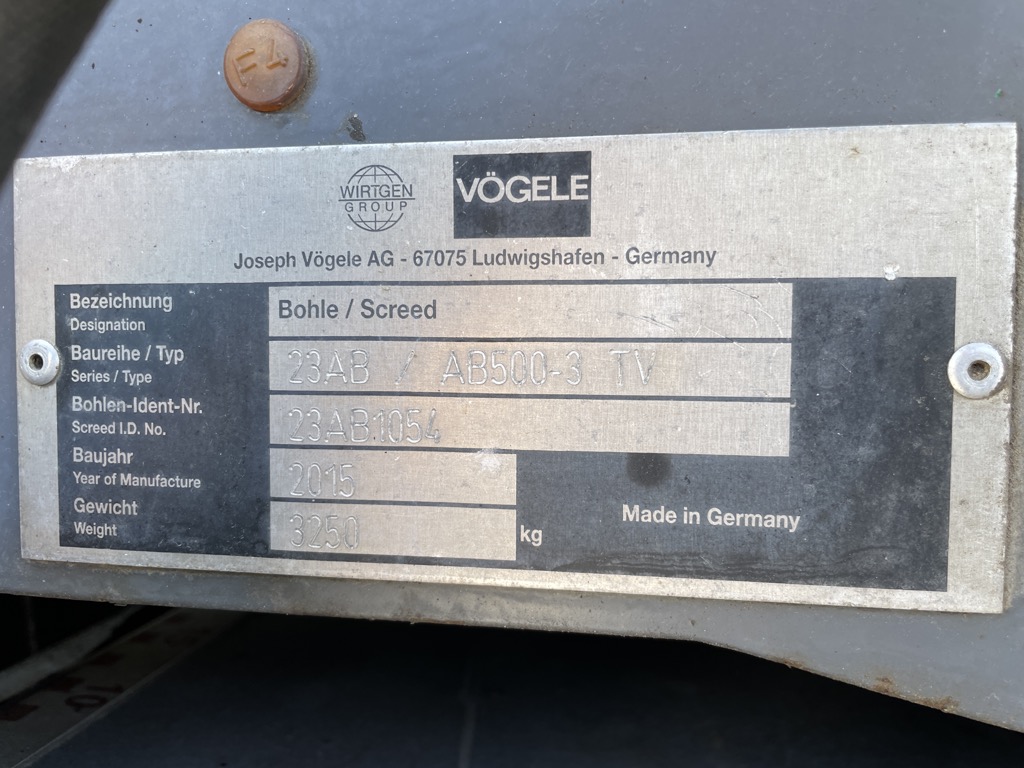 WIRTGEN
GROUP
VÖGELE
Joseph Vögele AG - 67075 Ludwigshafen - Germany
Bezeichnung
Designation
Bohle / Screed
Baureihe / Typ
Series / Type
23AB / AB500-3 TV
Bohlen-Ident-Nr.
Screed I.D. No.
23AB1054
Baujahr
Year of Manufacture
2015
Gewicht
Weight
3250 kg
Made in Germany
10